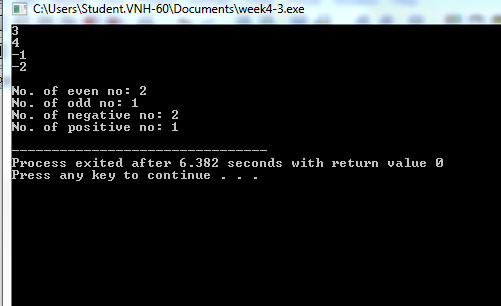 C:\Users\Student.VNH-60\Documents\week4-3.exe
3
4
-1
-2
No. of even no: 2
No. of odd no: 1
No. of negative no: 2
No. of positive no: 1
--------------------------------
Process exited after 6.382 seconds with return value 0
Press any key to continue . . .